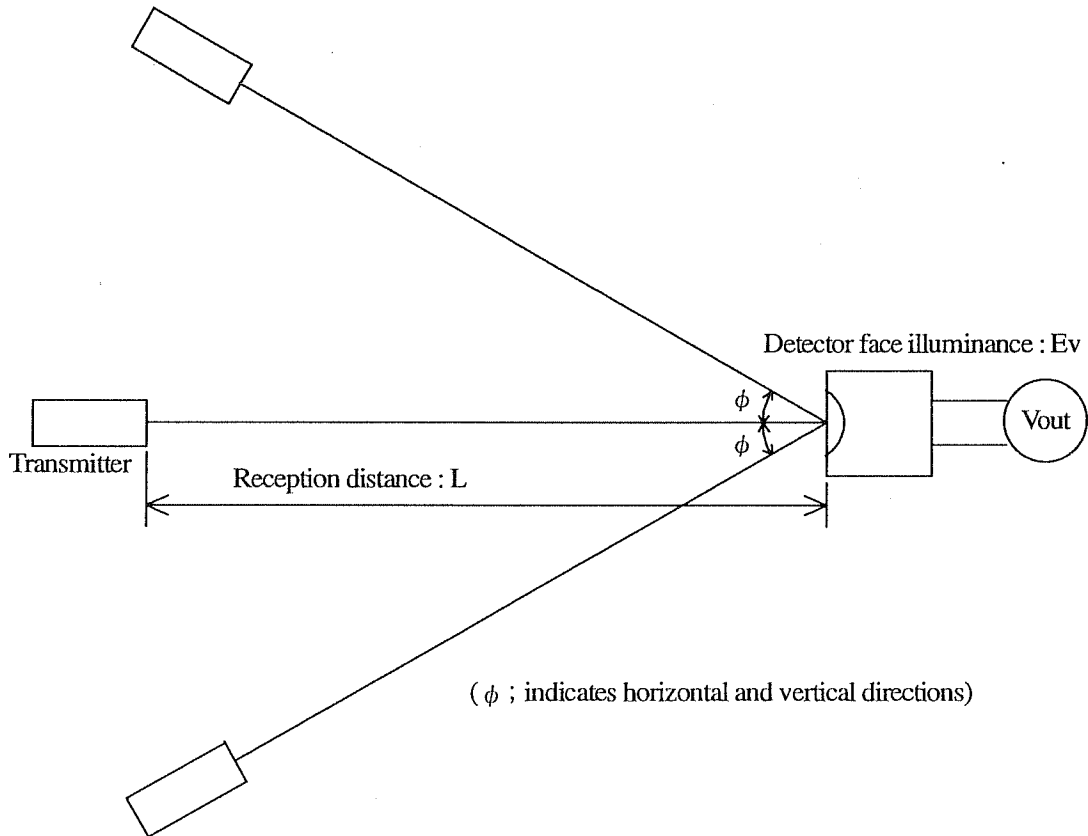 Detector face illuminance : Ev
ϕ
Vout
ϕ
Transmitter
Reception distance : L
( ϕ ; indicates horizontal and vertical directions)